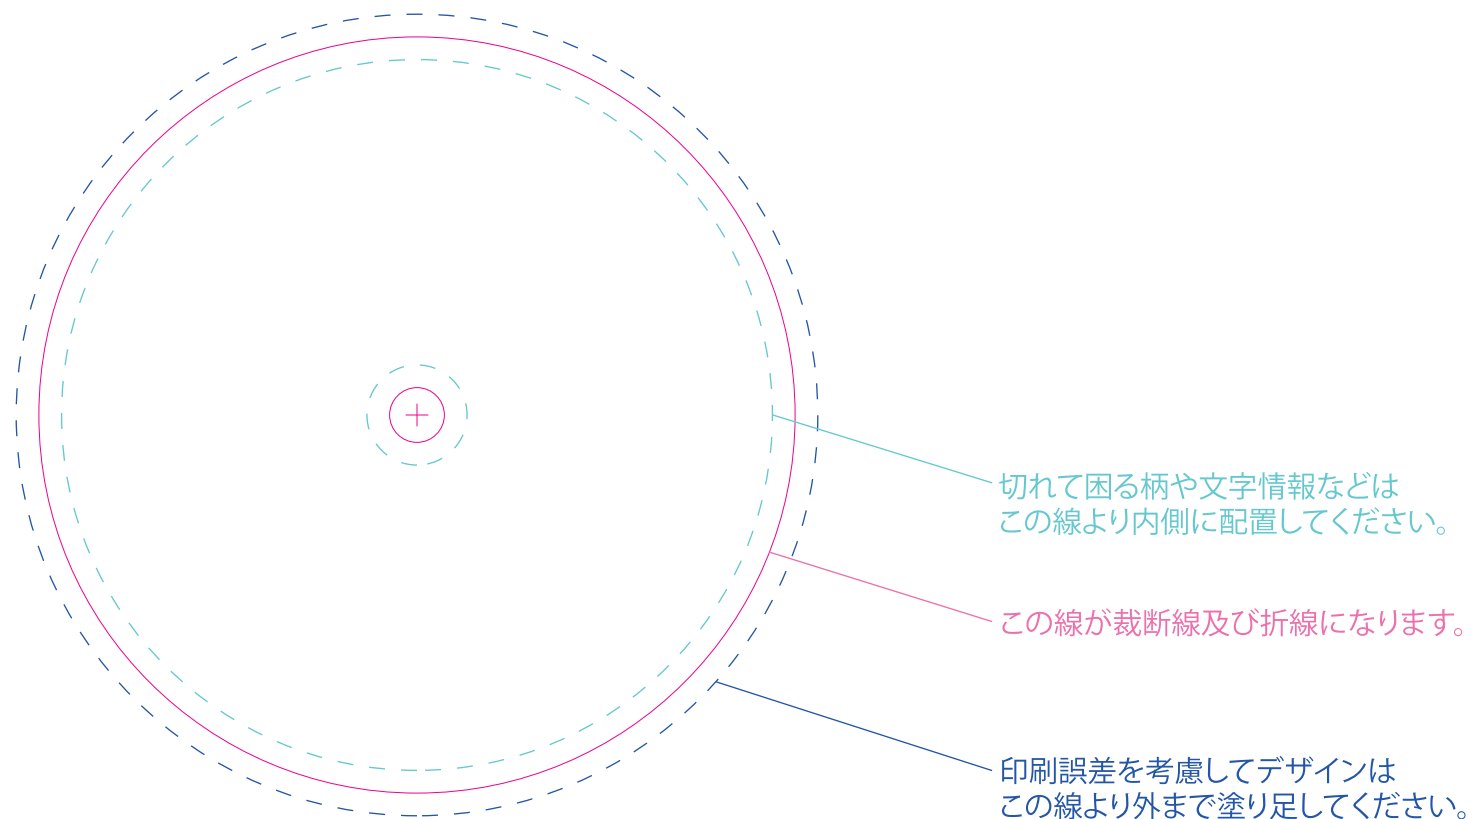 切れて困る柄や文字情報などは
この線より内側に配置してください。
この線が裁断線及び折線になります。
印刷誤差を考慮してデザインは
この線より外まで塗り足してください。